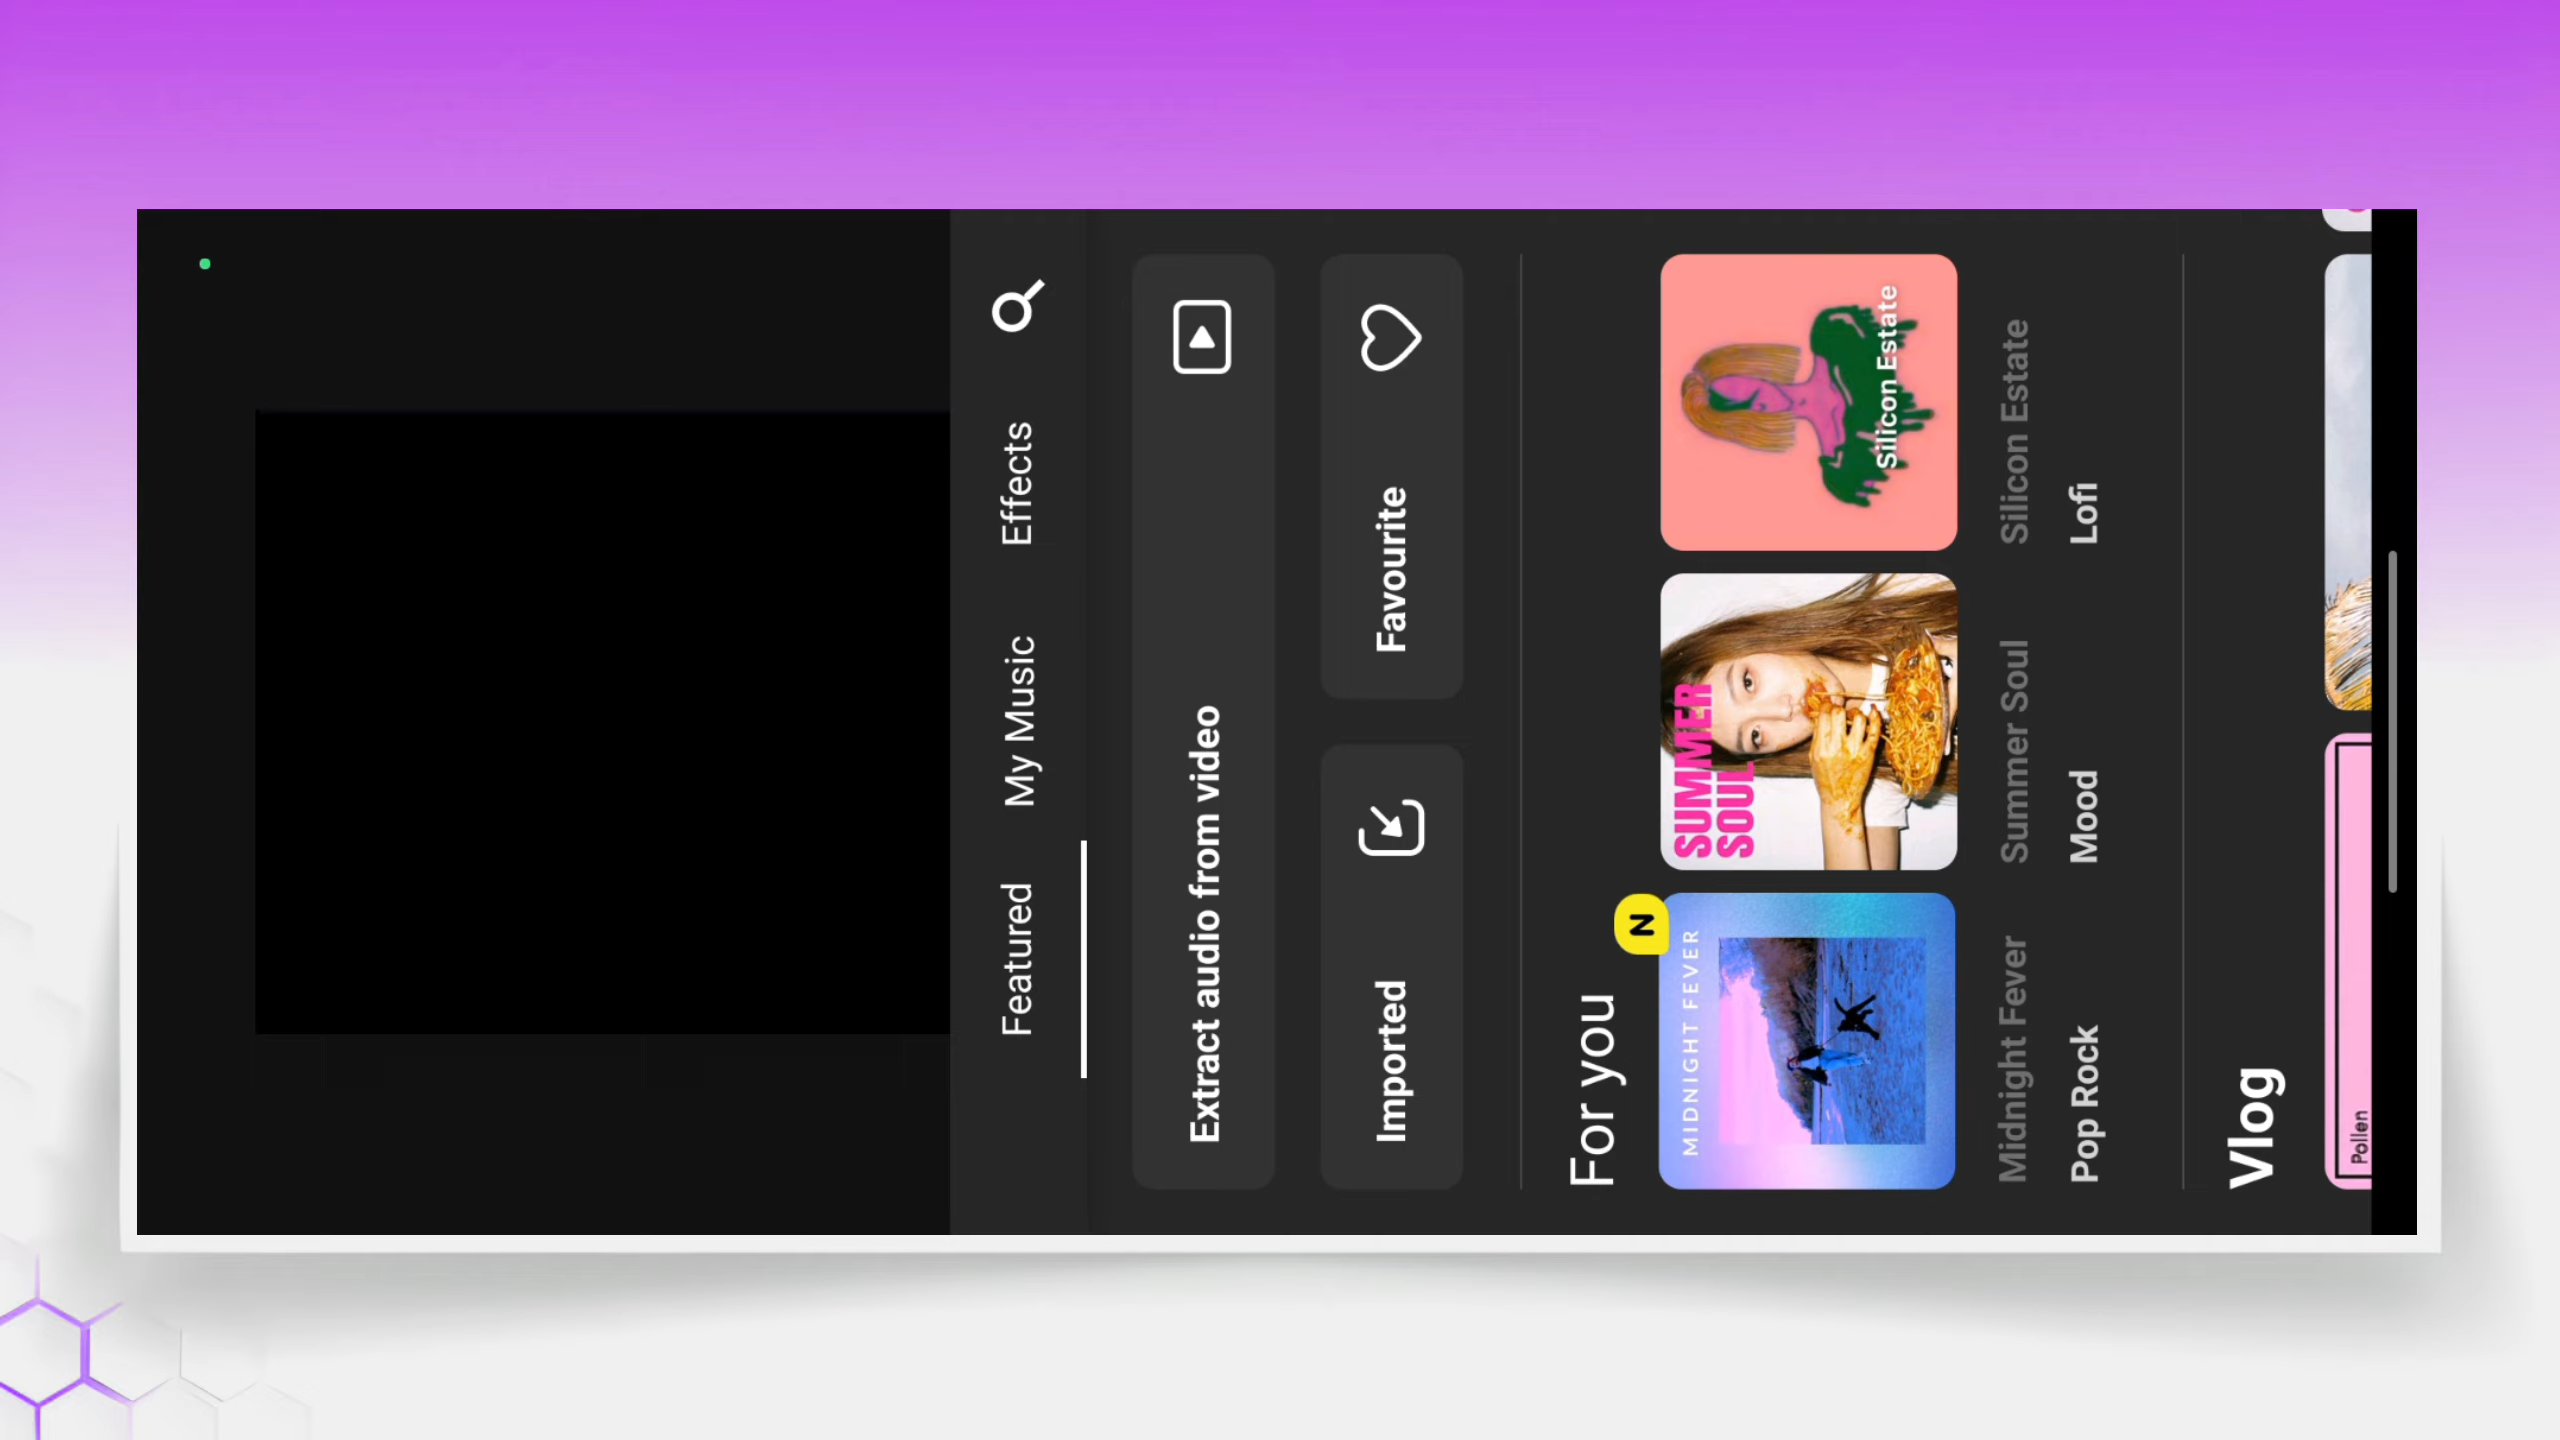 Featured
My Music
Effects
Extract audio from video
Imported
Favourite
For you
N
MIDNIGHT FEVER
SUMMER
SOUL
Silicon Estate
Midnight Fever
Summer Soul
Silicon Estate
Pop Rock
Mood
Lofi
Vlog
Pollen